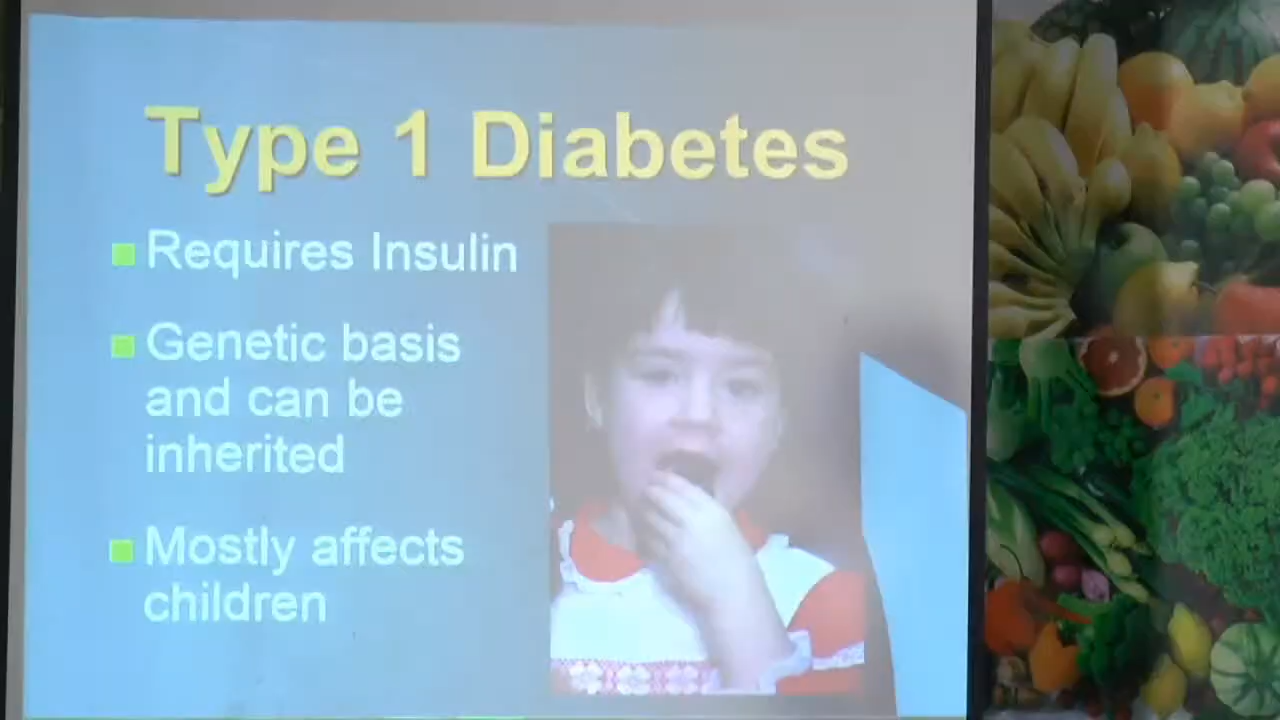 Type 1 Diabetes
Requires Insulin
Genetic basis
and can be
inherited
Mostly affects
children